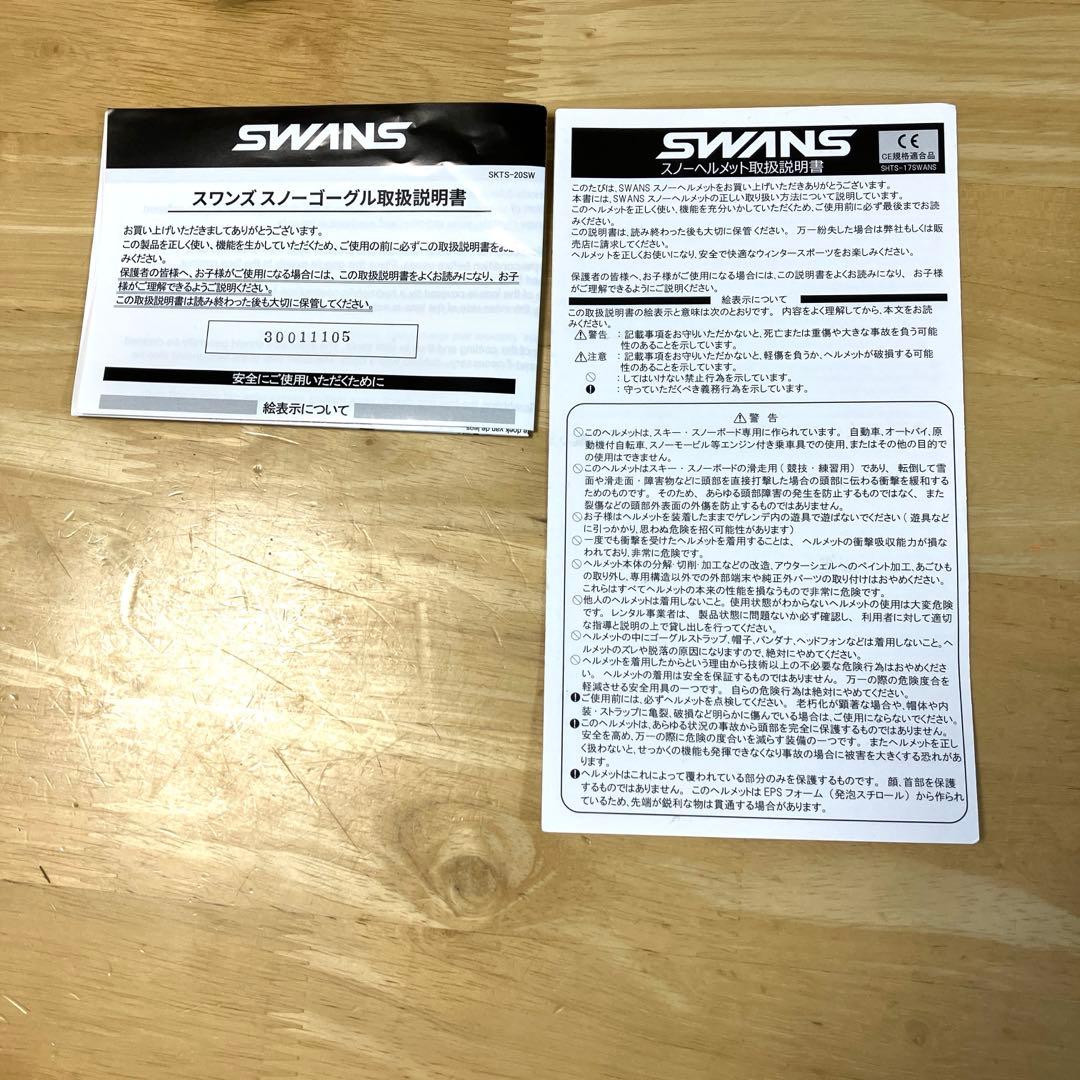 SWANS
SKTS-20SW
スワンズ スノーゴーグル取扱説明書
お買い上げいただきましてありがとうございます。
この製品を正しく使い、機能を生かしていただくため、ご使用の前に必ずこの取扱説明書を
みください。
保護者の皆様へ、お子様がご使用になる場合には、この取扱説明書をよくお読みになり、お子
様がご理解できるようご説明ください。
この取扱説明書は読み終わった後も大切に保管してください。
30011105
安全にご使用いただくために
絵表示について
SWANS
スノーヘルメット取扱説明書
CE
CE規格適合品
SHTS-17SWANS
このたびは、SWANS スノーヘルメットをお買い上げいただきありがとうございます。
本書には、SWANS スノーヘルメットの正しい取り扱い方法について説明しています。
このヘルメットを正しく使い、機能を充分いかしていただくため、ご使用前に必ず最後までお読
みください。
この説明書は、読み終わった後も大切に保管ください。 万一紛失した場合は弊社もしくは販
売店に請求してください。
ヘルメットを正しくお使いになり、安全で快適なウィンタースポーツをお楽しみください。
保護者の皆様へ、お子様がご使用になる場合には、この説明書をよくお読みになり、 お子様
がご理解できるようにご説明ください。
絵表示について
この取扱説明書の絵表示と意味は次のとおりです。 内容をよく理解してから、本文をお読
みください。
⚠警告 : 記載事項をお守りいただかないと、死亡または重傷や大きな事故を負う可能
性のあることを示しています。
⚠注意 : 記載事項をお守りいただかないと、軽傷を負うか、ヘルメットが破損する可能
性のあることを示しています。
: してはいけない禁止行為を示しています。
: 守っていただくべき義務行為を示しています。
⚠警 告
このヘルメットは、スキー・スノーボード専用に作られています。 自動車、オートバイ、原
動機付自転車、スノーモービル等エンジン付き乗車具での使用、またはその他の目的で
の使用はできません。
このヘルメットはスキー・スノーボードの滑走用(競技・練習用)であり、 転倒して雪
面や滑走面・障害物などに頭部を直接打撃した場合の頭部に伝わる衝撃を緩和する
ためのものです。 そのため、 あらゆる頭部障害の発生を防止するものではなく、 また
裂傷などの頭部外表面の外傷を防止するものではありません。
お子様はヘルメットを装着したままでゲレンデ内の遊具で遊ばないでください(遊具など
に引っかかり、思わぬ危険を招く可能性があります)
一度でも衝撃を受けたヘルメットを着用することは、 ヘルメットの衝撃吸収能力が損な
われており、非常に危険です。
ヘルメット本体の分解・切削・加工などの改造、アウターシェルへのペイント加工、あごひも
の取り外し、専用構造以外での外部端末や純正外パーツの取り付けはおやめください。
これらはすべてヘルメットの本来の性能を損なうもので非常に危険です。
他人のヘルメットは着用しないこと。使用状態がわからないヘルメットの使用は大変危険
です。 レンタル事業者は、 製品状態に問題ないか必ず確認し、 利用者に対して適切
な指導と説明の上で貸し出しを行ってください。
ヘルメットの中にゴーグルストラップ、帽子、バンダナ、ヘッドフォンなどは着用しないこと。ヘ
ルメットのズレや脱落の原因になりますので、絶対にやめてください。
ヘルメットを着用したからという理由から技術以上の不必要な危険行為はおやめくださ
い。 ヘルメットの着用は安全を保証するものではありません。 万一の際の危険度合を
軽減させる安全用具の一つです。 自らの危険行為は絶対にやめてください。
ご使用前には、必ずヘルメットを点検してください。 老朽化が顕著な場合や、帽体や内
装・ストラップに亀裂、破損など明らかに傷んでいる場合は、ご使用にならないでください。
このヘルメットは、あらゆる状況の事故から頭部を完全に保護するものではありません。
安全を高め、万一の際に危険の度合いを減らす装備の一つです。 またヘルメットを正し
く扱わないと、せっかくの機能も発揮できなくなり事故の場合に被害を大きくする恐れがあ
ります。
ヘルメットはこれによって覆われている部分のみを保護するものです。 顔、首部を保護
するものではありません。 このヘルメットは EPS フォーム(発泡スチロール)から作られ
ているため、先端が鋭利な物は貫通する場合があります。